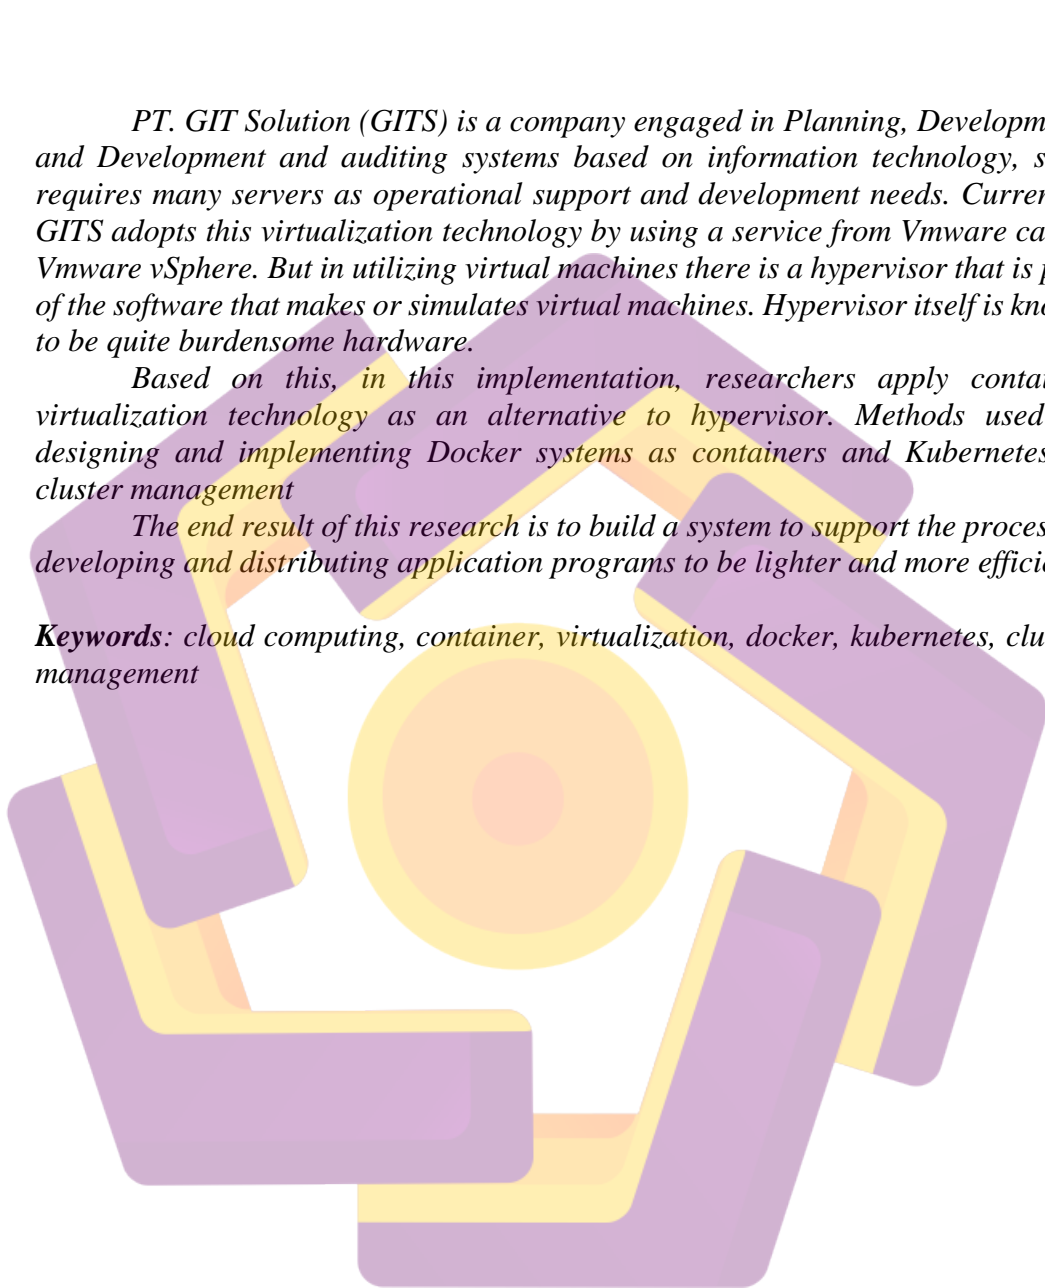 PT. GIT Solution (GITS) is a company engaged in Planning, Developm
and Development and auditing systems based on information technology, s
requires many servers as operational support and development needs. Curren
GITS adopts this virtualization technology by using a service from Vmware ca
Vmware vSphere. But in utilizing virtual machines there is a hypervisor that is p
of the software that makes or simulates virtual machines. Hypervisor itself is kno
to be quite burdensome hardware.
Based on this, in this implementation, researchers apply contai
virtualization technology as an alternative to hypervisor. Methods used
designing and implementing Docker systems as containers and Kubernetes
cluster management
The end result of this research is to build a system to support the proces
developing and distributing application programs to be lighter and more efficie
Keywords: cloud computing, container, virtualization, docker, kubernetes, clu
management